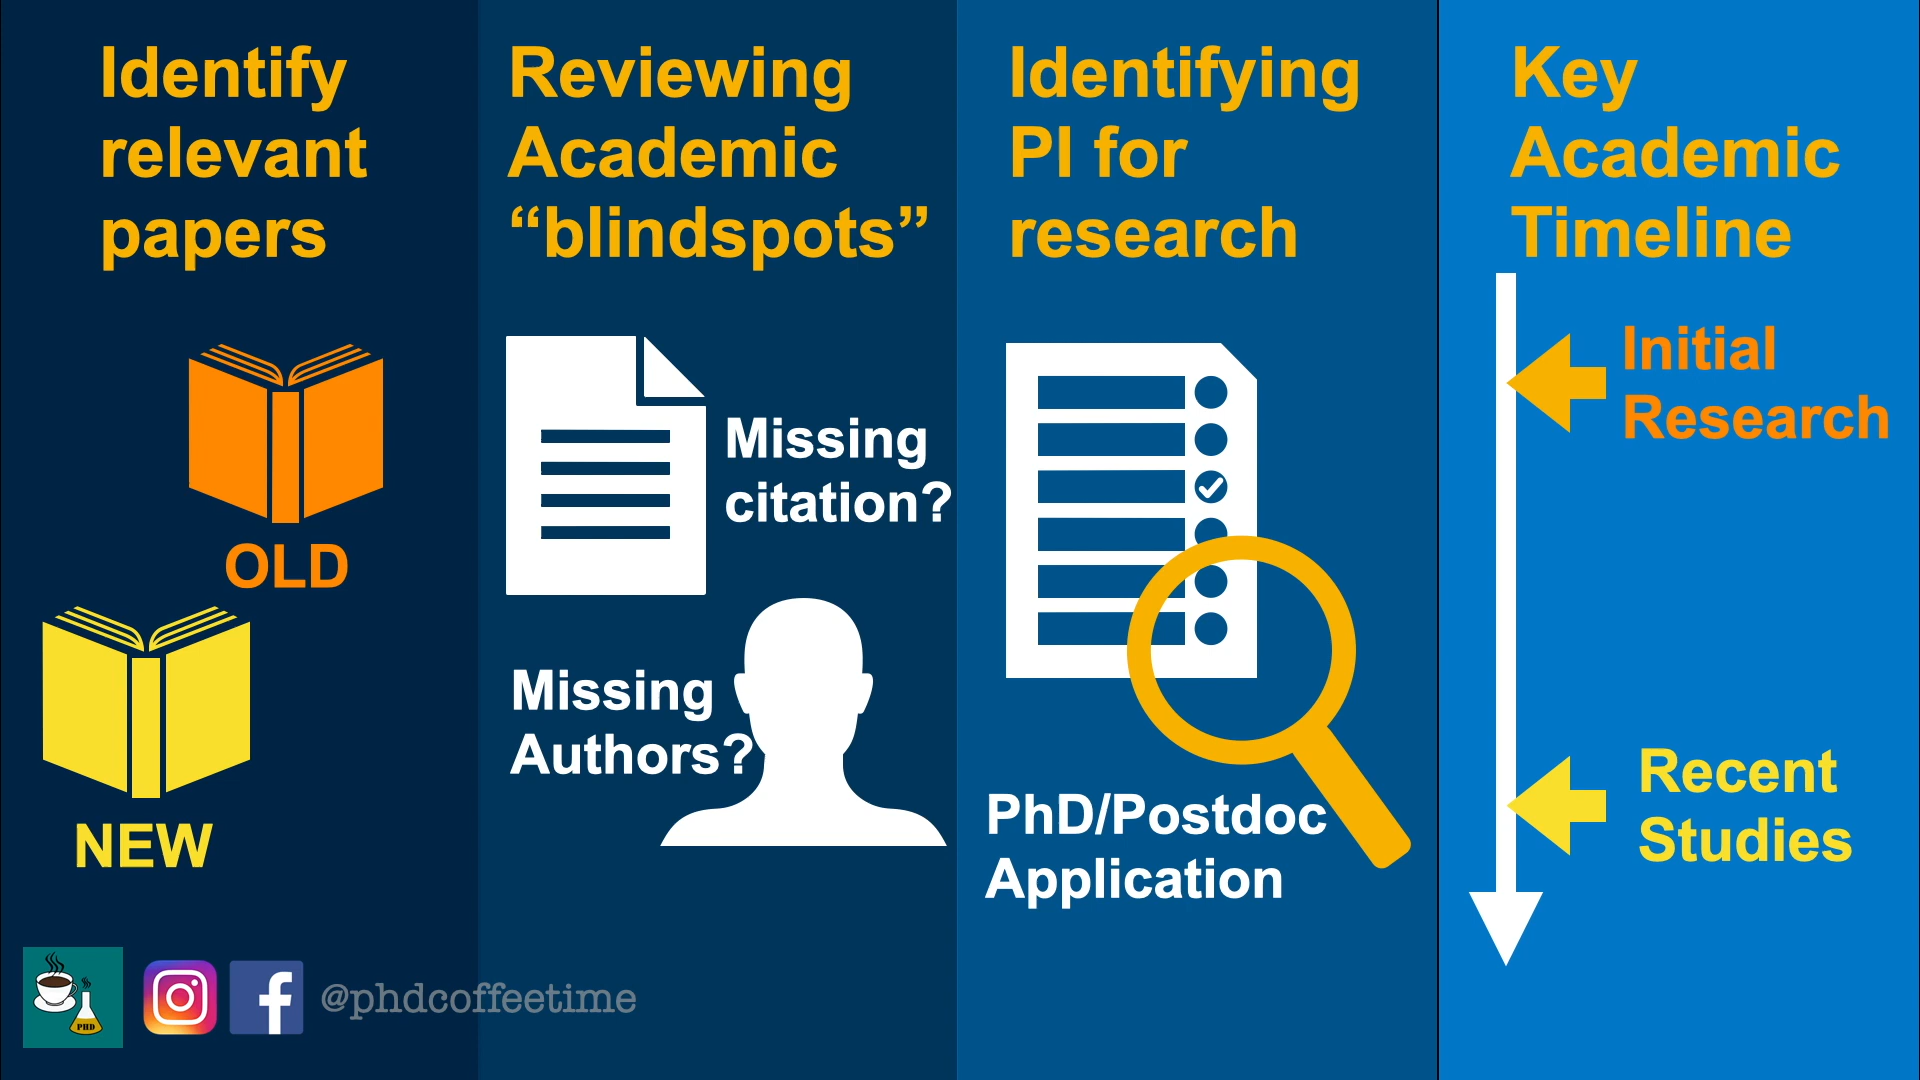 Identify
relevant
papers
OLD
NEW
Reviewing
Academic
“blindspots”
Missing
citation?
Missing
Authors?
Identifying
PI for
research
PhD/Postdoc
Application
Key
Academic
Timeline
Initial
Research
Recent
Studies
PHD
@phdcoffeetime